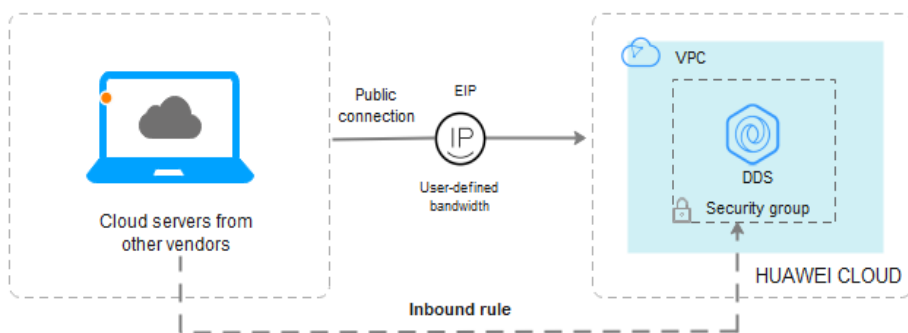 Cloud servers from
other vendors
Public
connection
EIP
IP
User-defined
bandwidth
VPC
DDS
Security group
HUAWEI CLOUD
Inbound rule